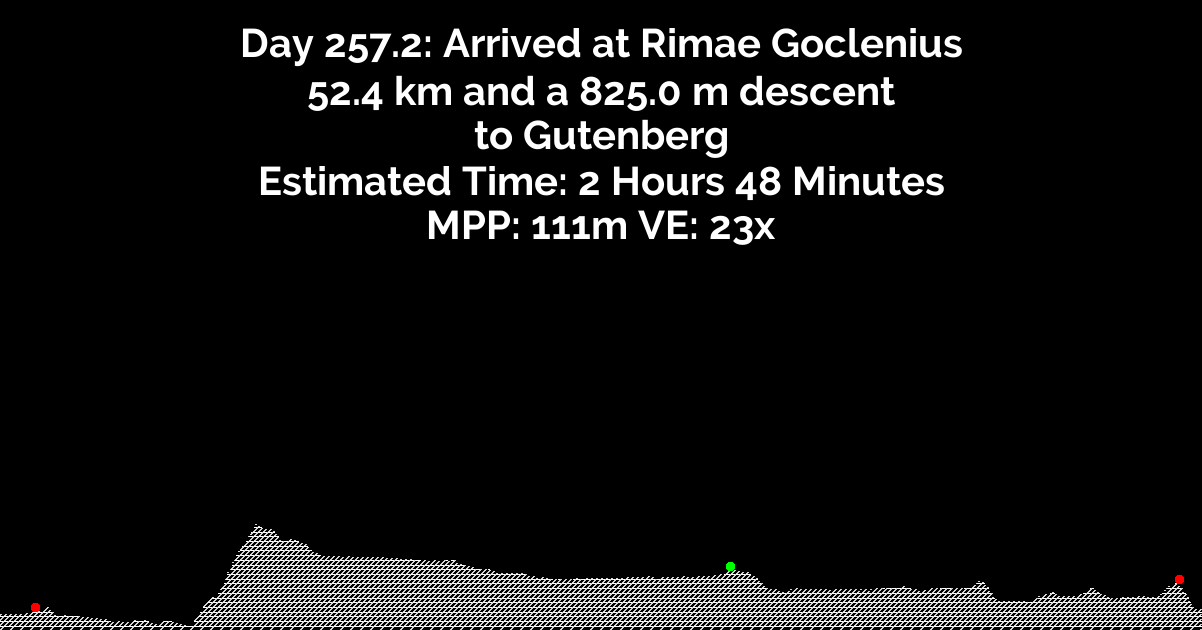 Day 257.2: Arrived at Rimae Goclenius
52.4 km and a 825.0 m descent
to Gutenberg
Estimated Time: 2 Hours 48 Minutes
MPP: 111m VE: 23x